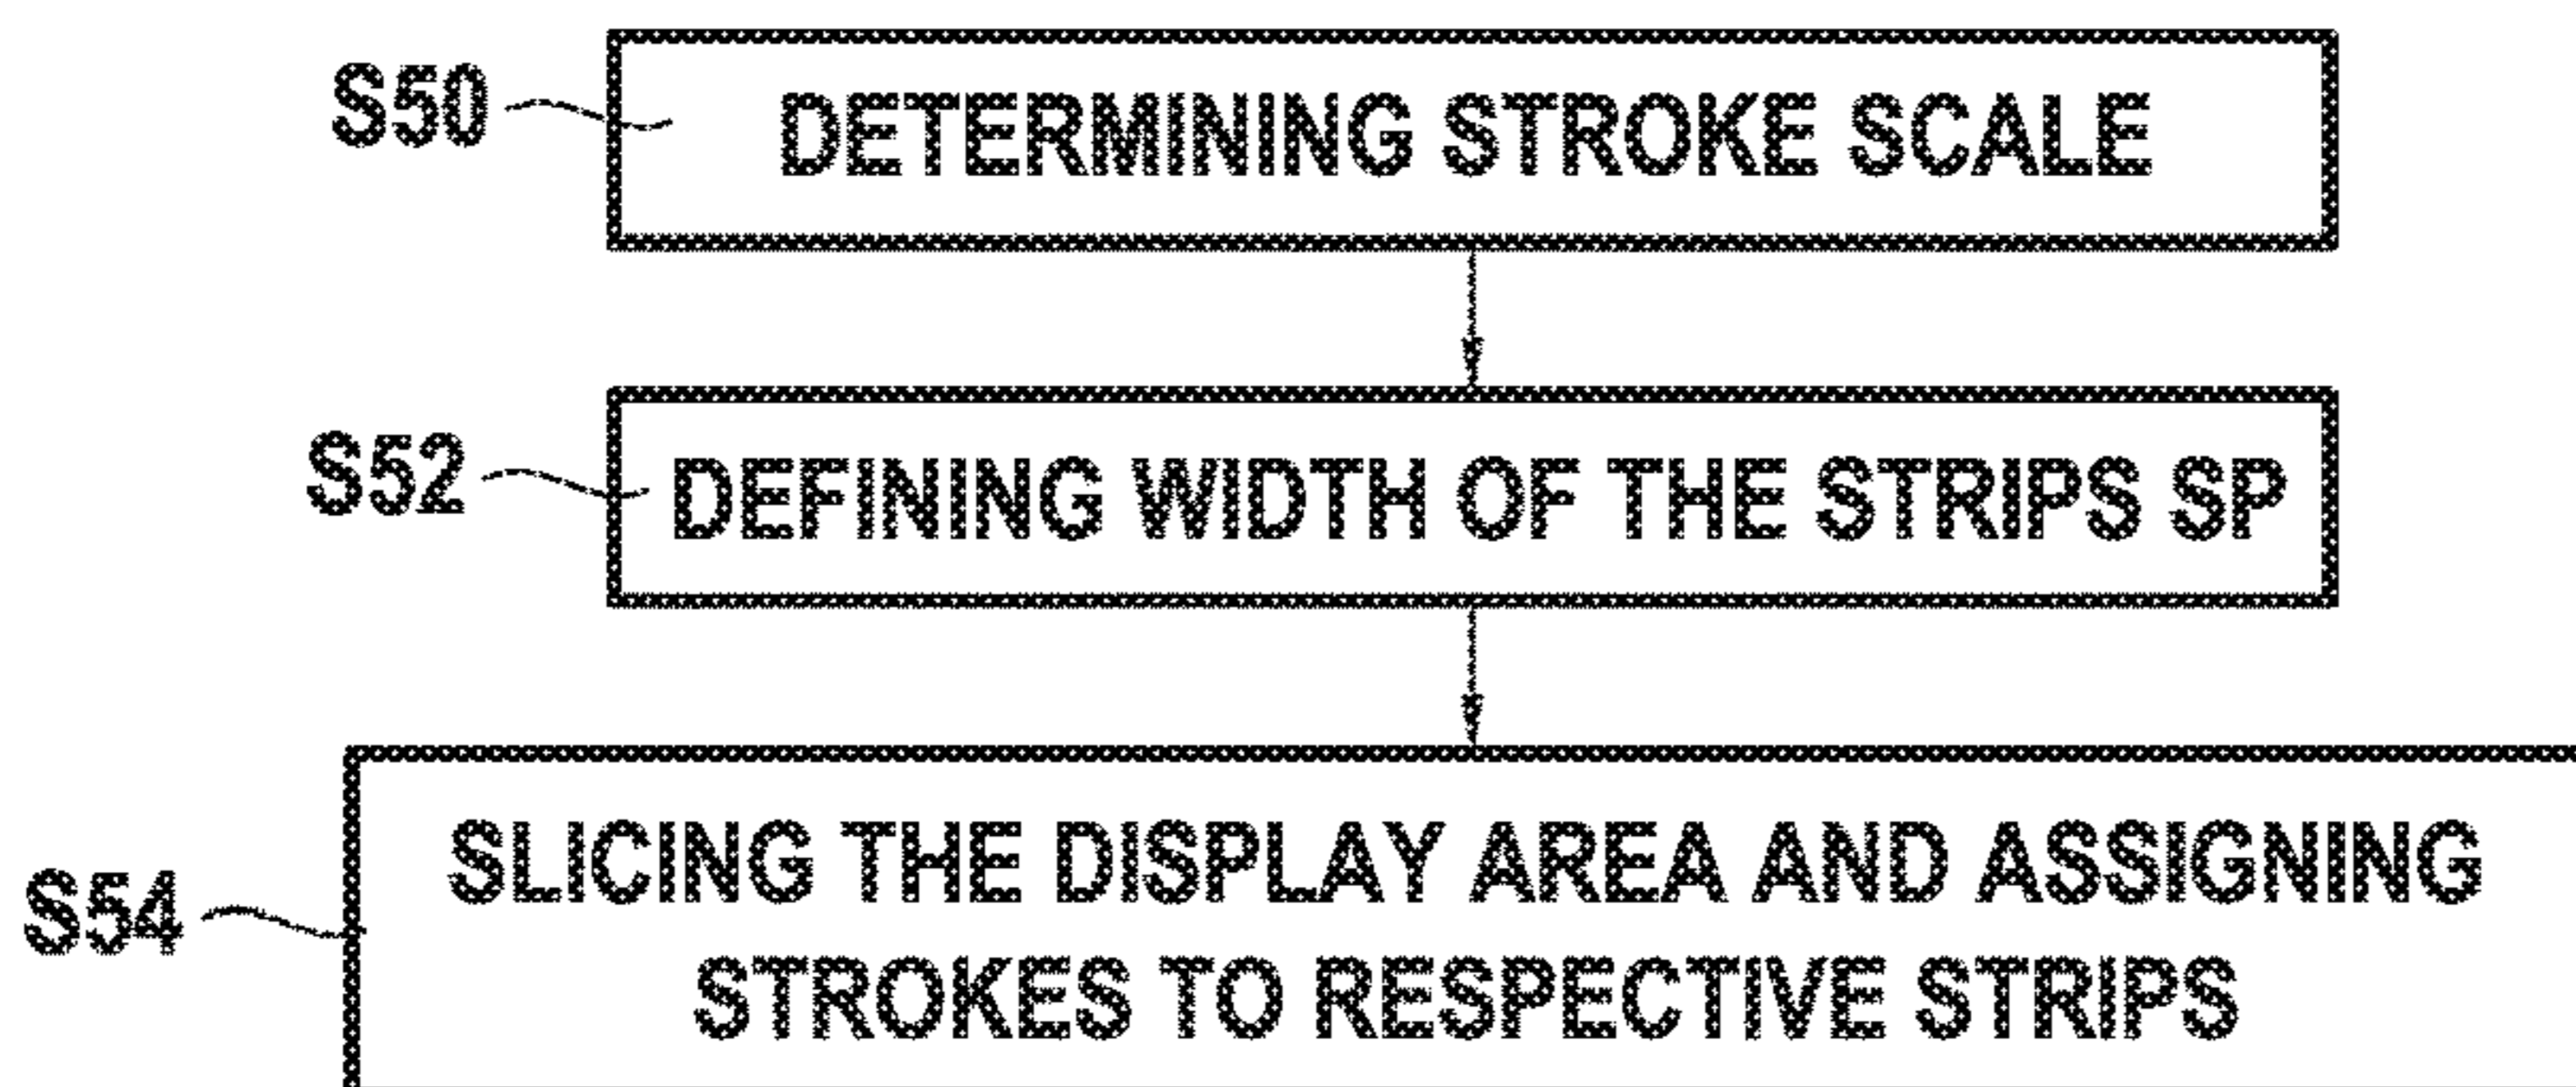 S50 DETERMINING STROKE SCALE
S52 DEFINING WIDTH OF THE STRIPS SP
S54 SLICING THE DISPLAY AREA AND ASSIGNING
STROKES TO RESPECTIVE STRIPS